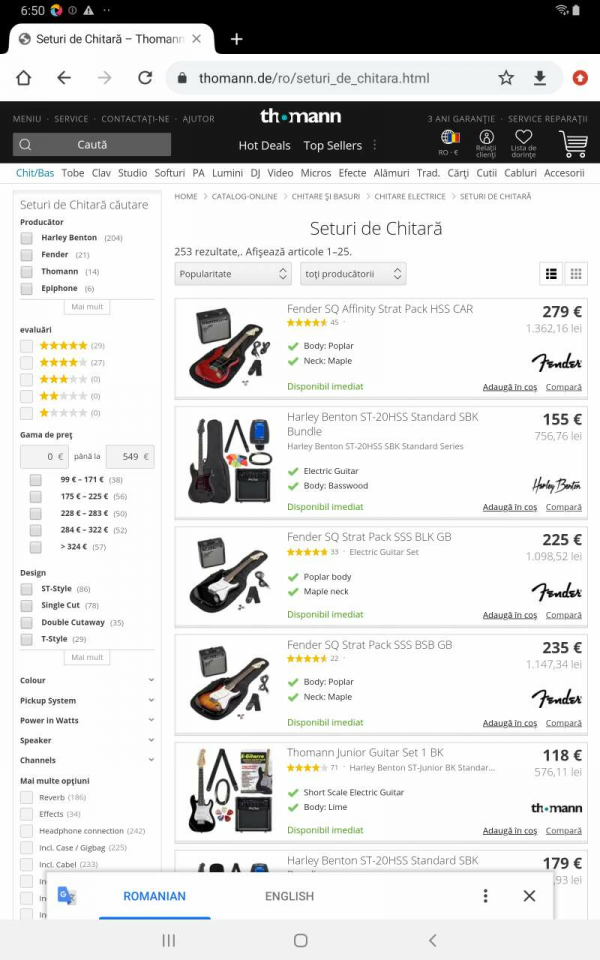 6:50
Seturi de Chitară – Thomann
thomann.de/ro/seturi_de_chitara.html
MENIU · SERVICE · CONTACTAȚI-NE · AJUTOR
th•mann
3 ANI GARANȚIE · SERVICE REPARAȚII
Caută
Hot Deals Top Sellers
RO · €
Relații clienți
Lista de dorințe
Chit/Bas Tobe Clav Studio Softuri PA Lumini DJ Video Micros Efecte Alămuri Trad. Cărți Cutii Cabluri Accesorii
Seturi de Chitară căutare
Producător
Harley Benton (204)
Fender (21)
Thomann (14)
Epiphone (6)
Mai mult
evaluări
(29)
(27)
(0)
(0)
(0)
Gama de preț
0 € până la 549 €
99 € – 171 € (38)
175 € – 225 € (56)
228 € – 283 € (50)
284 € – 322 € (52)
> 324 € (57)
Design
ST-Style (86)
Single Cut (78)
Double Cutaway (35)
T-Style (29)
Mai mult
Colour
Pickup System
Power in Watts
Speaker
Channels
Mai multe opțiuni
Reverb (186)
Effects (34)
Headphone connection (242)
Incl. Case / Gigbag (225)
Incl. Cabel (233)
HOME > CATALOG-ONLINE > CHITARE ȘI BASURI > CHITARE ELECTRICE > SETURI DE CHITARĂ
Seturi de Chitară
253 rezultate,. Afișează articole 1–25.
Popularitate
toți producătorii
Fender SQ Affinity Strat Pack HSS CAR
279 €
45 ·
1.362,16 lei
Body: Poplar
Neck: Maple
Fender
Disponibil imediat
Adaugă în coș Compară
Harley Benton ST-20HSS Standard SBK Bundle
155 €
756,76 lei
Harley Benton ST-20HSS SBK Standard Series
Electric Guitar
Body: Basswood
Harley Benton
Disponibil imediat
Adaugă în coș Compară
Fender SQ Strat Pack SSS BLK GB
225 €
33 · Electric Guitar Set
1.098,52 lei
Poplar body
Maple neck
Fender
Disponibil imediat
Adaugă în coș Compară
Fender SQ Strat Pack SSS BSB GB
235 €
22 ·
1.147,34 lei
Body: Poplar
Neck: Maple
Fender
Disponibil imediat
Adaugă în coș Compară
Thomann Junior Guitar Set 1 BK
118 €
71 · Harley Benton ST-Junior BK Standar...
576,11 lei
Short Scale Electric Guitar
Body: Lime
th•mann
Disponibil imediat
Adaugă în coș Compară
Harley Benton ST-20HSS Standard SBK
179 €
,93 lei
ROMANIAN
ENGLISH